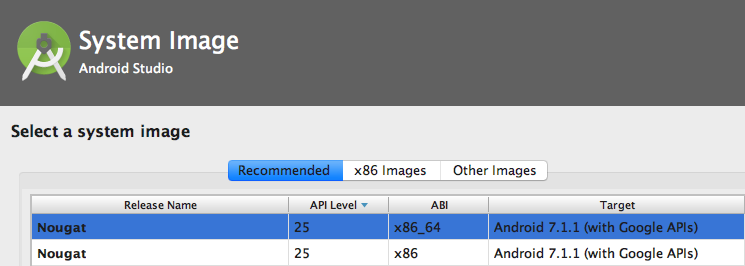 System Image
Android Studio
Select a system image
Recommended x86 Images Other Images
Release Name API Level ABI Target
Nougat 25 x86_64 Android 7.1.1 (with Google APIs)
Nougat 25 x86 Android 7.1.1 (with Google APIs)